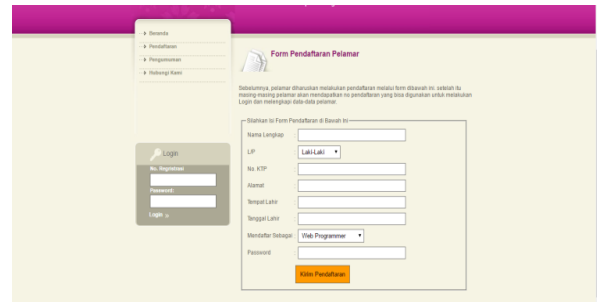 Beranda
Pendaftaran
Pengumuman
Hubungi Kami
Login
No. Registrasi
Password:
Login
Form Pendaftaran Pelamar
Sebelumnya, pelamar diharuskan melakukan pendaftaran melalui form dibawah ini. setelah itu
masing-masing pelamar akan mendapatkan no pendaftaran yang bisa digunakan untuk melakukan
Login dan melengkapi data-data pelamar.
Silahkan isi Form Pendaftaran di Bawah Ini
Nama Lengkap :
L/P : Laki-Laki
No. KTP :
Alamat :
Tempat Lahir :
Tanggal Lahir :
Mendaftar Sebagai : Web Programmer
Password :
Kirim Pendaftaran